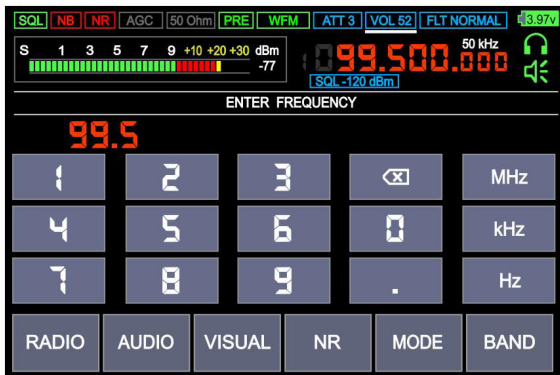 SQL NB NR AGC 50 Ohm PRE WFM ATT 3 VOL 52 FLT NORMAL 3.97v
S 1 3 5 7 9 +10 +20 +30 dBm
-77
99.500.000 50 kHz
SQL -120 dBm
ENTER FREQUENCY
99.5
1 2 3 MHz
4 5 6 0 kHz
7 8 9 . Hz
RADIO AUDIO VISUAL NR MODE BAND